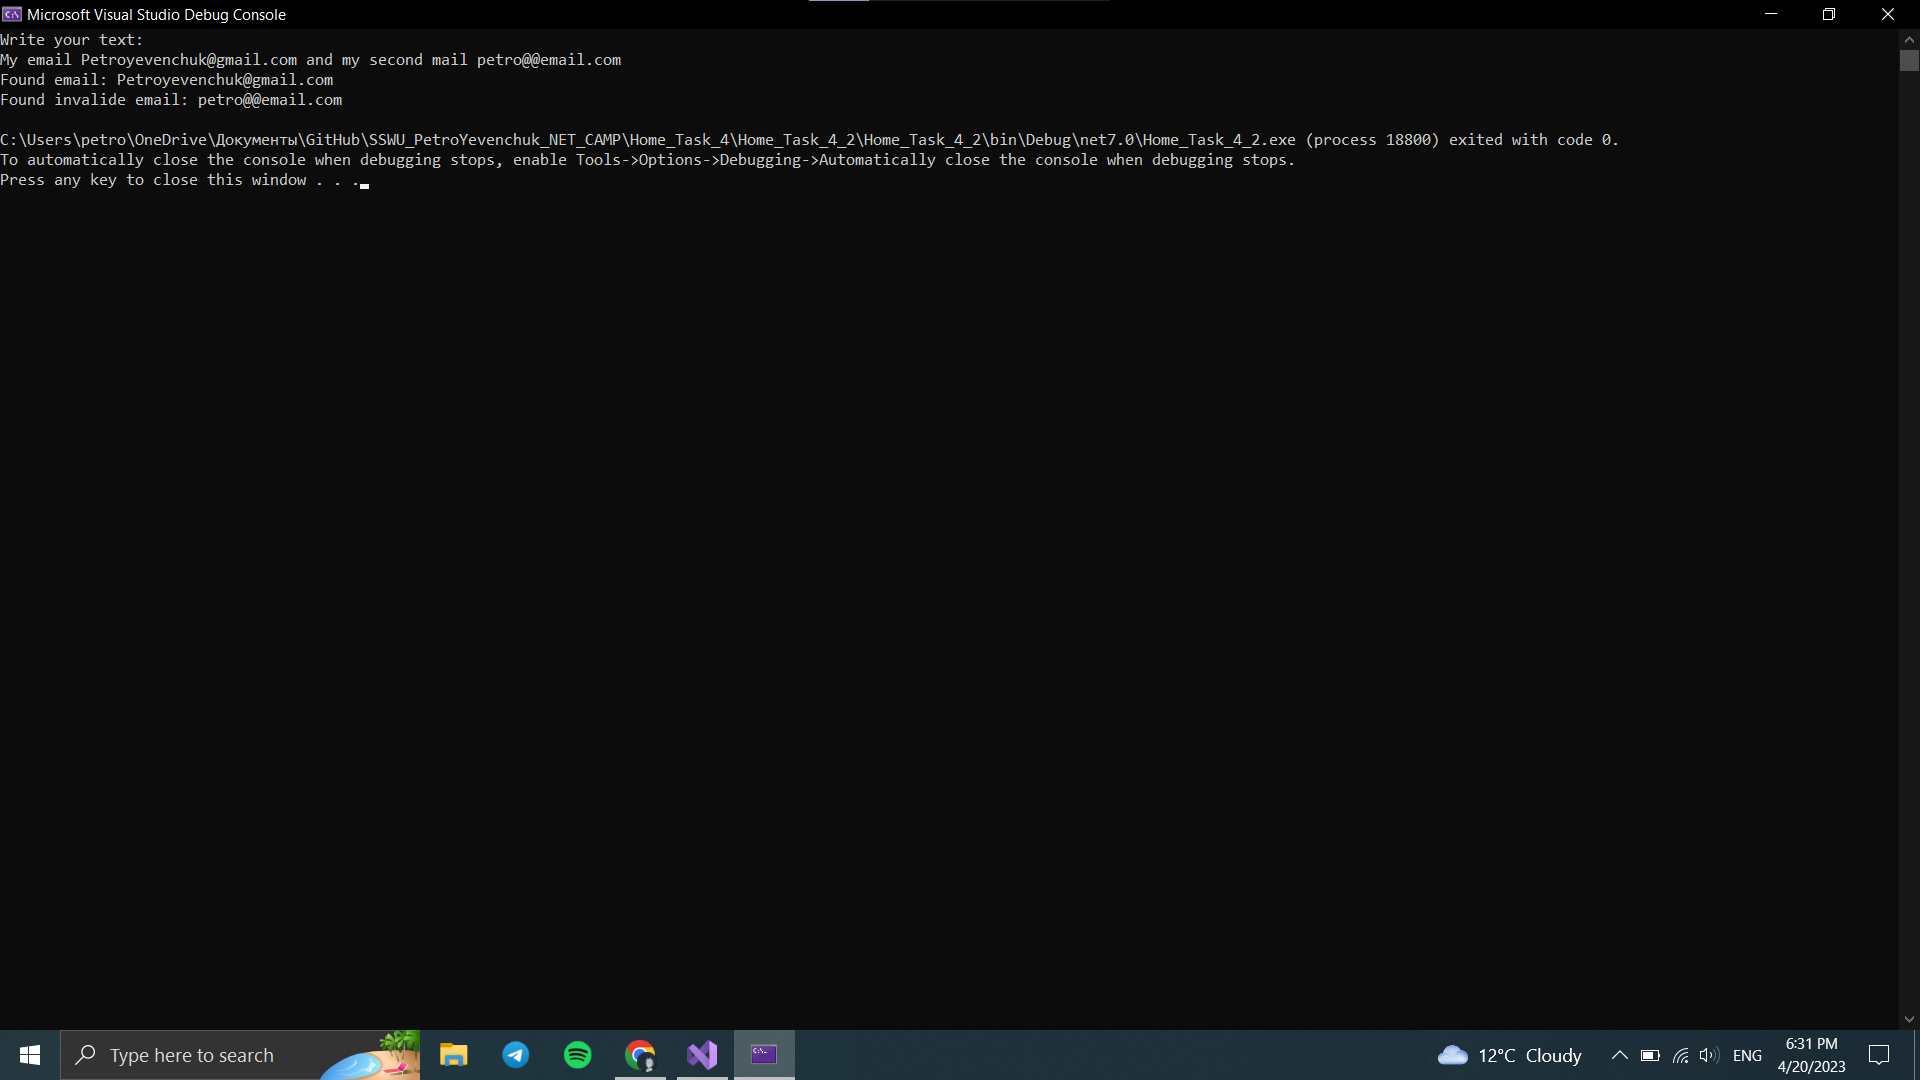 Microsoft Visual Studio Debug Console
Write your text:
My email Petroyevenchuk@gmail.com and my second mail petro@@email.com
Found email: Petroyevenchuk@gmail.com
Found invalide email: petro@@email.com
C:\Users\petro\OneDrive\Документы\GitHub\SSWU_PetroYevenchuk_NET_CAMP\Home_Task_4\Home_Task_4_2\Home_Task_4_2\bin\Debug\net7.0\Home_Task_4_2.exe (process 18800) exited with code 0.
To automatically close the console when debugging stops, enable Tools->Options->Debugging->Automatically close the console when debugging stops.
Press any key to close this window . . .
Type here to search
12°C Cloudy
ENG
6:31 PM
4/20/2023